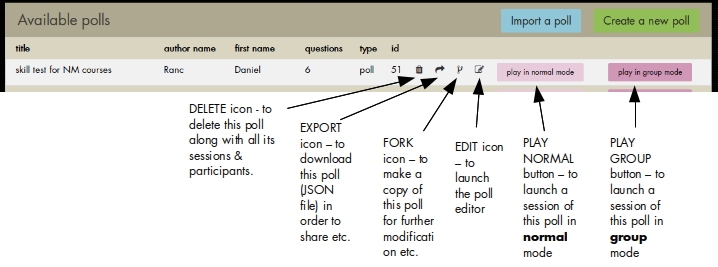 Available polls
Import a poll
Create a new poll
title author name first name questions type id
skill test for NM courses Ranc Daniel 6 poll 51 play in normal mode play in group mode
DELETE icon - to
delete this poll
along with all its
sessions &
participants.
EXPORT
icon – to
download
this poll
(JSON
file) in
order to
share etc.
FORK
icon – to
make a
copy of
this poll
for further
modificati
on etc.
EDIT icon
– to
launch
the poll
editor
PLAY
NORMAL
button – to
launch a
session of
this poll in
normal
mode
PLAY
GROUP
button – to
launch a
session of
this poll in
group
mode